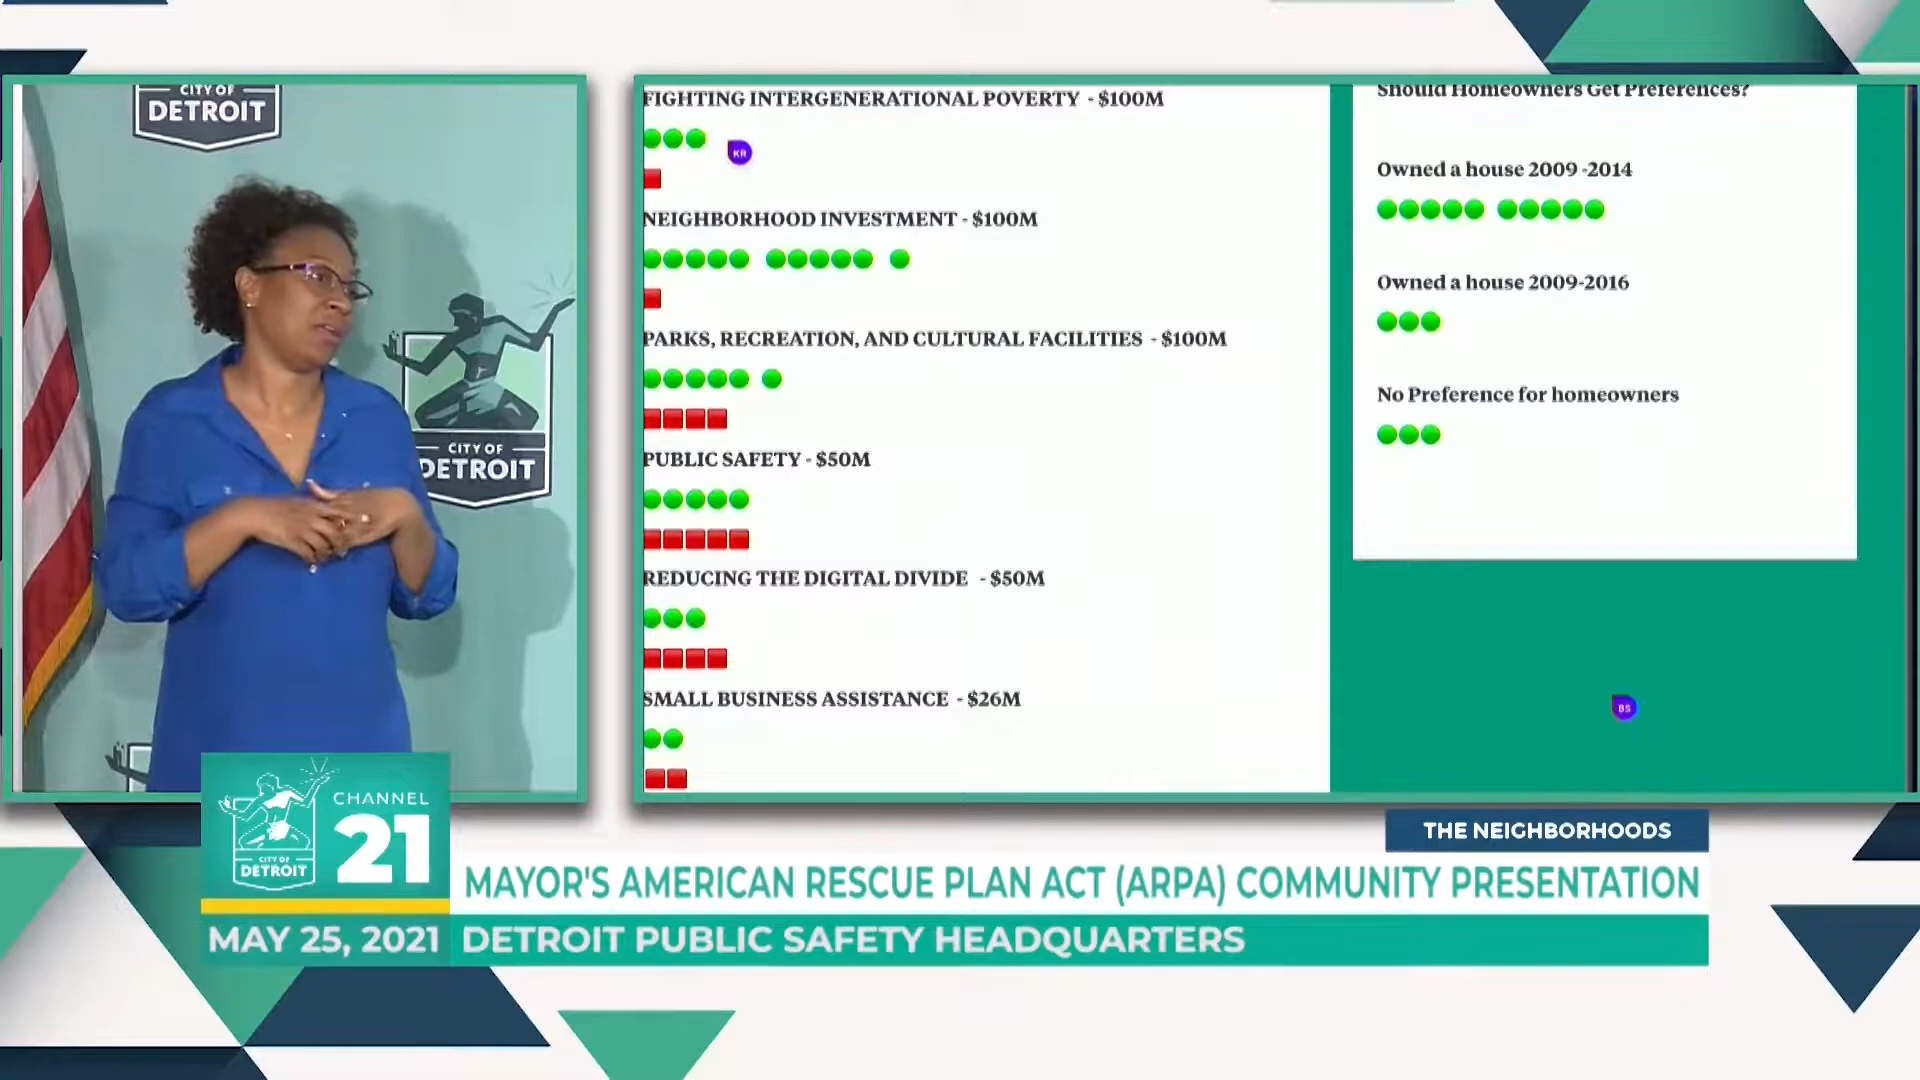 CITY OF
DETROIT
CITY OF
DETROIT
FIGHTING INTERGENERATIONAL POVERTY - $100M
KR
NEIGHBORHOOD INVESTMENT - $100M
PARKS, RECREATION, AND CULTURAL FACILITIES - $100M
PUBLIC SAFETY - $50M
REDUCING THE DIGITAL DIVIDE - $50M
SMALL BUSINESS ASSISTANCE - $26M
Should Homeowners Get Preferences?
Owned a house 2009 -2014
Owned a house 2009-2016
No Preference for homeowners
BS
CHANNEL
21
CITY OF
DETROIT
THE NEIGHBORHOODS
MAYOR'S AMERICAN RESCUE PLAN ACT (ARPA) COMMUNITY PRESENTATION
MAY 25, 2021
DETROIT PUBLIC SAFETY HEADQUARTERS